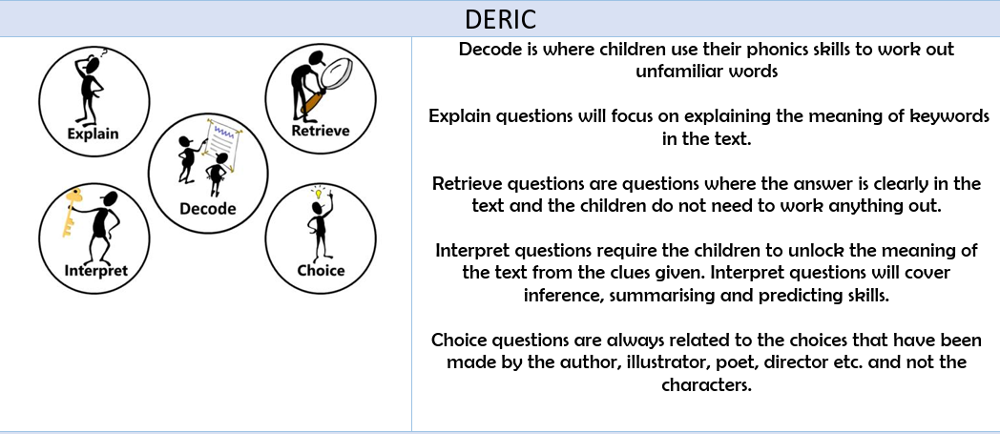 DERIC
Explain
Retrieve
Decode
Interpret
Choice
Decode is where children use their phonics skills to work out
unfamiliar words
Explain questions will focus on explaining the meaning of keywords
in the text.
Retrieve questions are questions where the answer is clearly in the
text and the children do not need to work anything out.
Interpret questions require the children to unlock the meaning of
the text from the clues given. Interpret questions will cover
inference, summarising and predicting skills.
Choice questions are always related to the choices that have been
made by the author, illustrator, poet, director etc. and not the
characters.